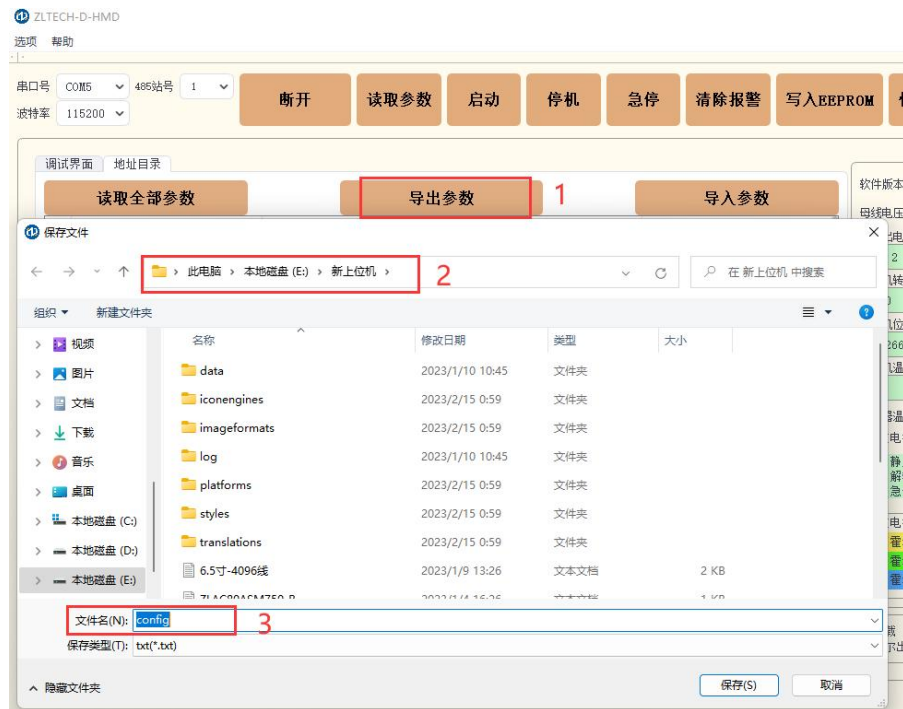 ZLTECH-D-HMD
选项 帮助
串口号 COM5 485站号 1
波特率 115200
断开 读取参数 启动 停机 急停 清除报警 写入EEPROM
调试界面 地址目录
读取全部参数 导出参数 1 导入参数
软件版本
母线电压
保存文件
此电脑 › 本地磁盘 (E:) › 新上位机 › 2 在 新上位机 中搜索
组织 新建文件夹
名称 修改日期 类型 大小
视频
图片
文档
下载
音乐
桌面
本地磁盘 (C:)
本地磁盘 (D:)
本地磁盘 (E:)
data 2023/1/10 10:45 文件夹
iconengines 2023/2/15 0:59 文件夹
imageformats 2023/2/15 0:59 文件夹
log 2023/1/10 10:45 文件夹
platforms 2023/2/15 0:59 文件夹
styles 2023/2/15 0:59 文件夹
translations 2023/2/15 0:59 文件夹
6.5寸-4096线 2023/1/9 13:26 文本文档 2 KB
文件名(N): config 3
保存类型(T): txt(*.txt)
隐藏文件夹 保存(S) 取消